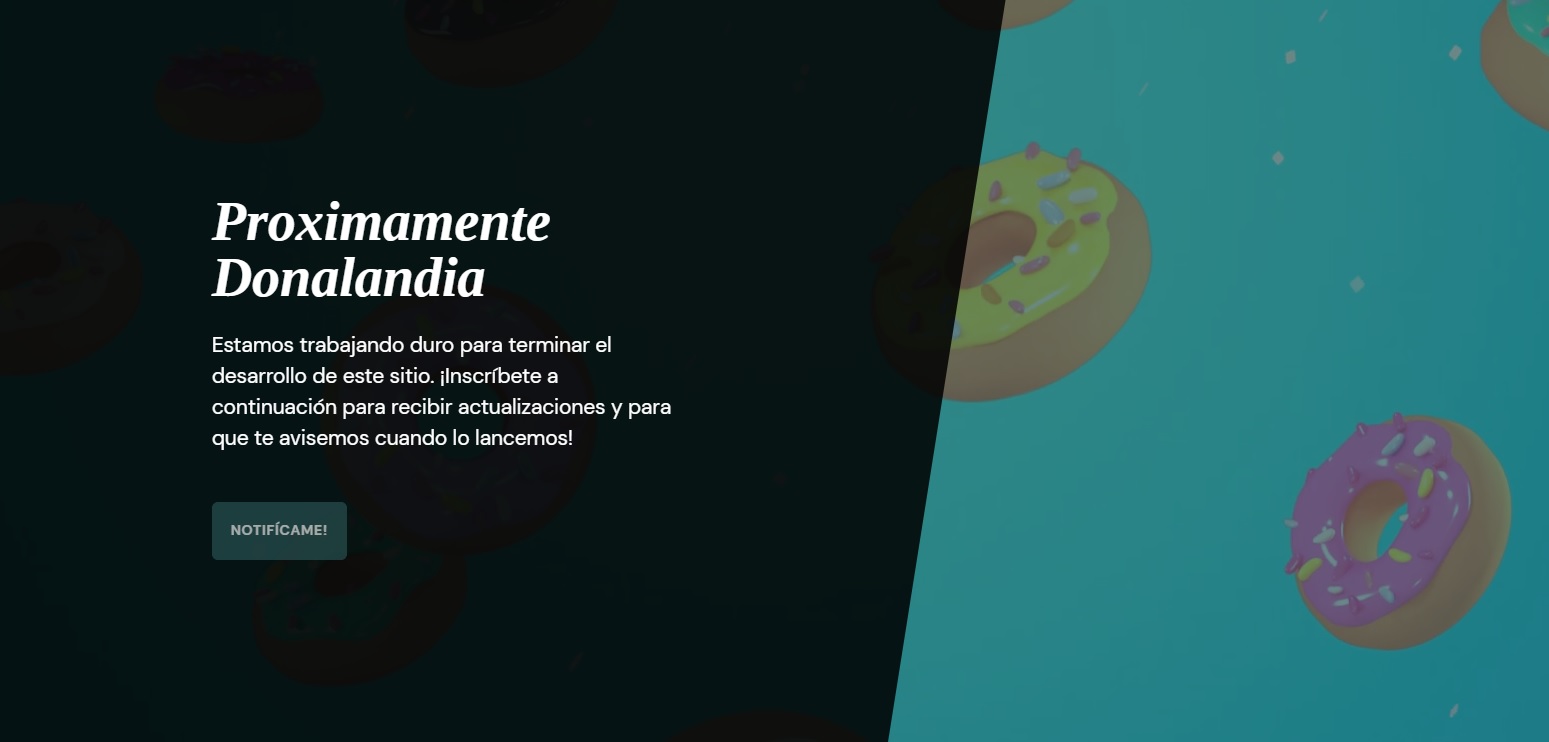 Proximamente
Donalandia
Estamos trabajando duro para terminar el
desarrollo de este sitio. ¡Inscríbete a
continuación para recibir actualizaciones y para
que te avisemos cuando lo lancemos!
NOTIFÍCAME!